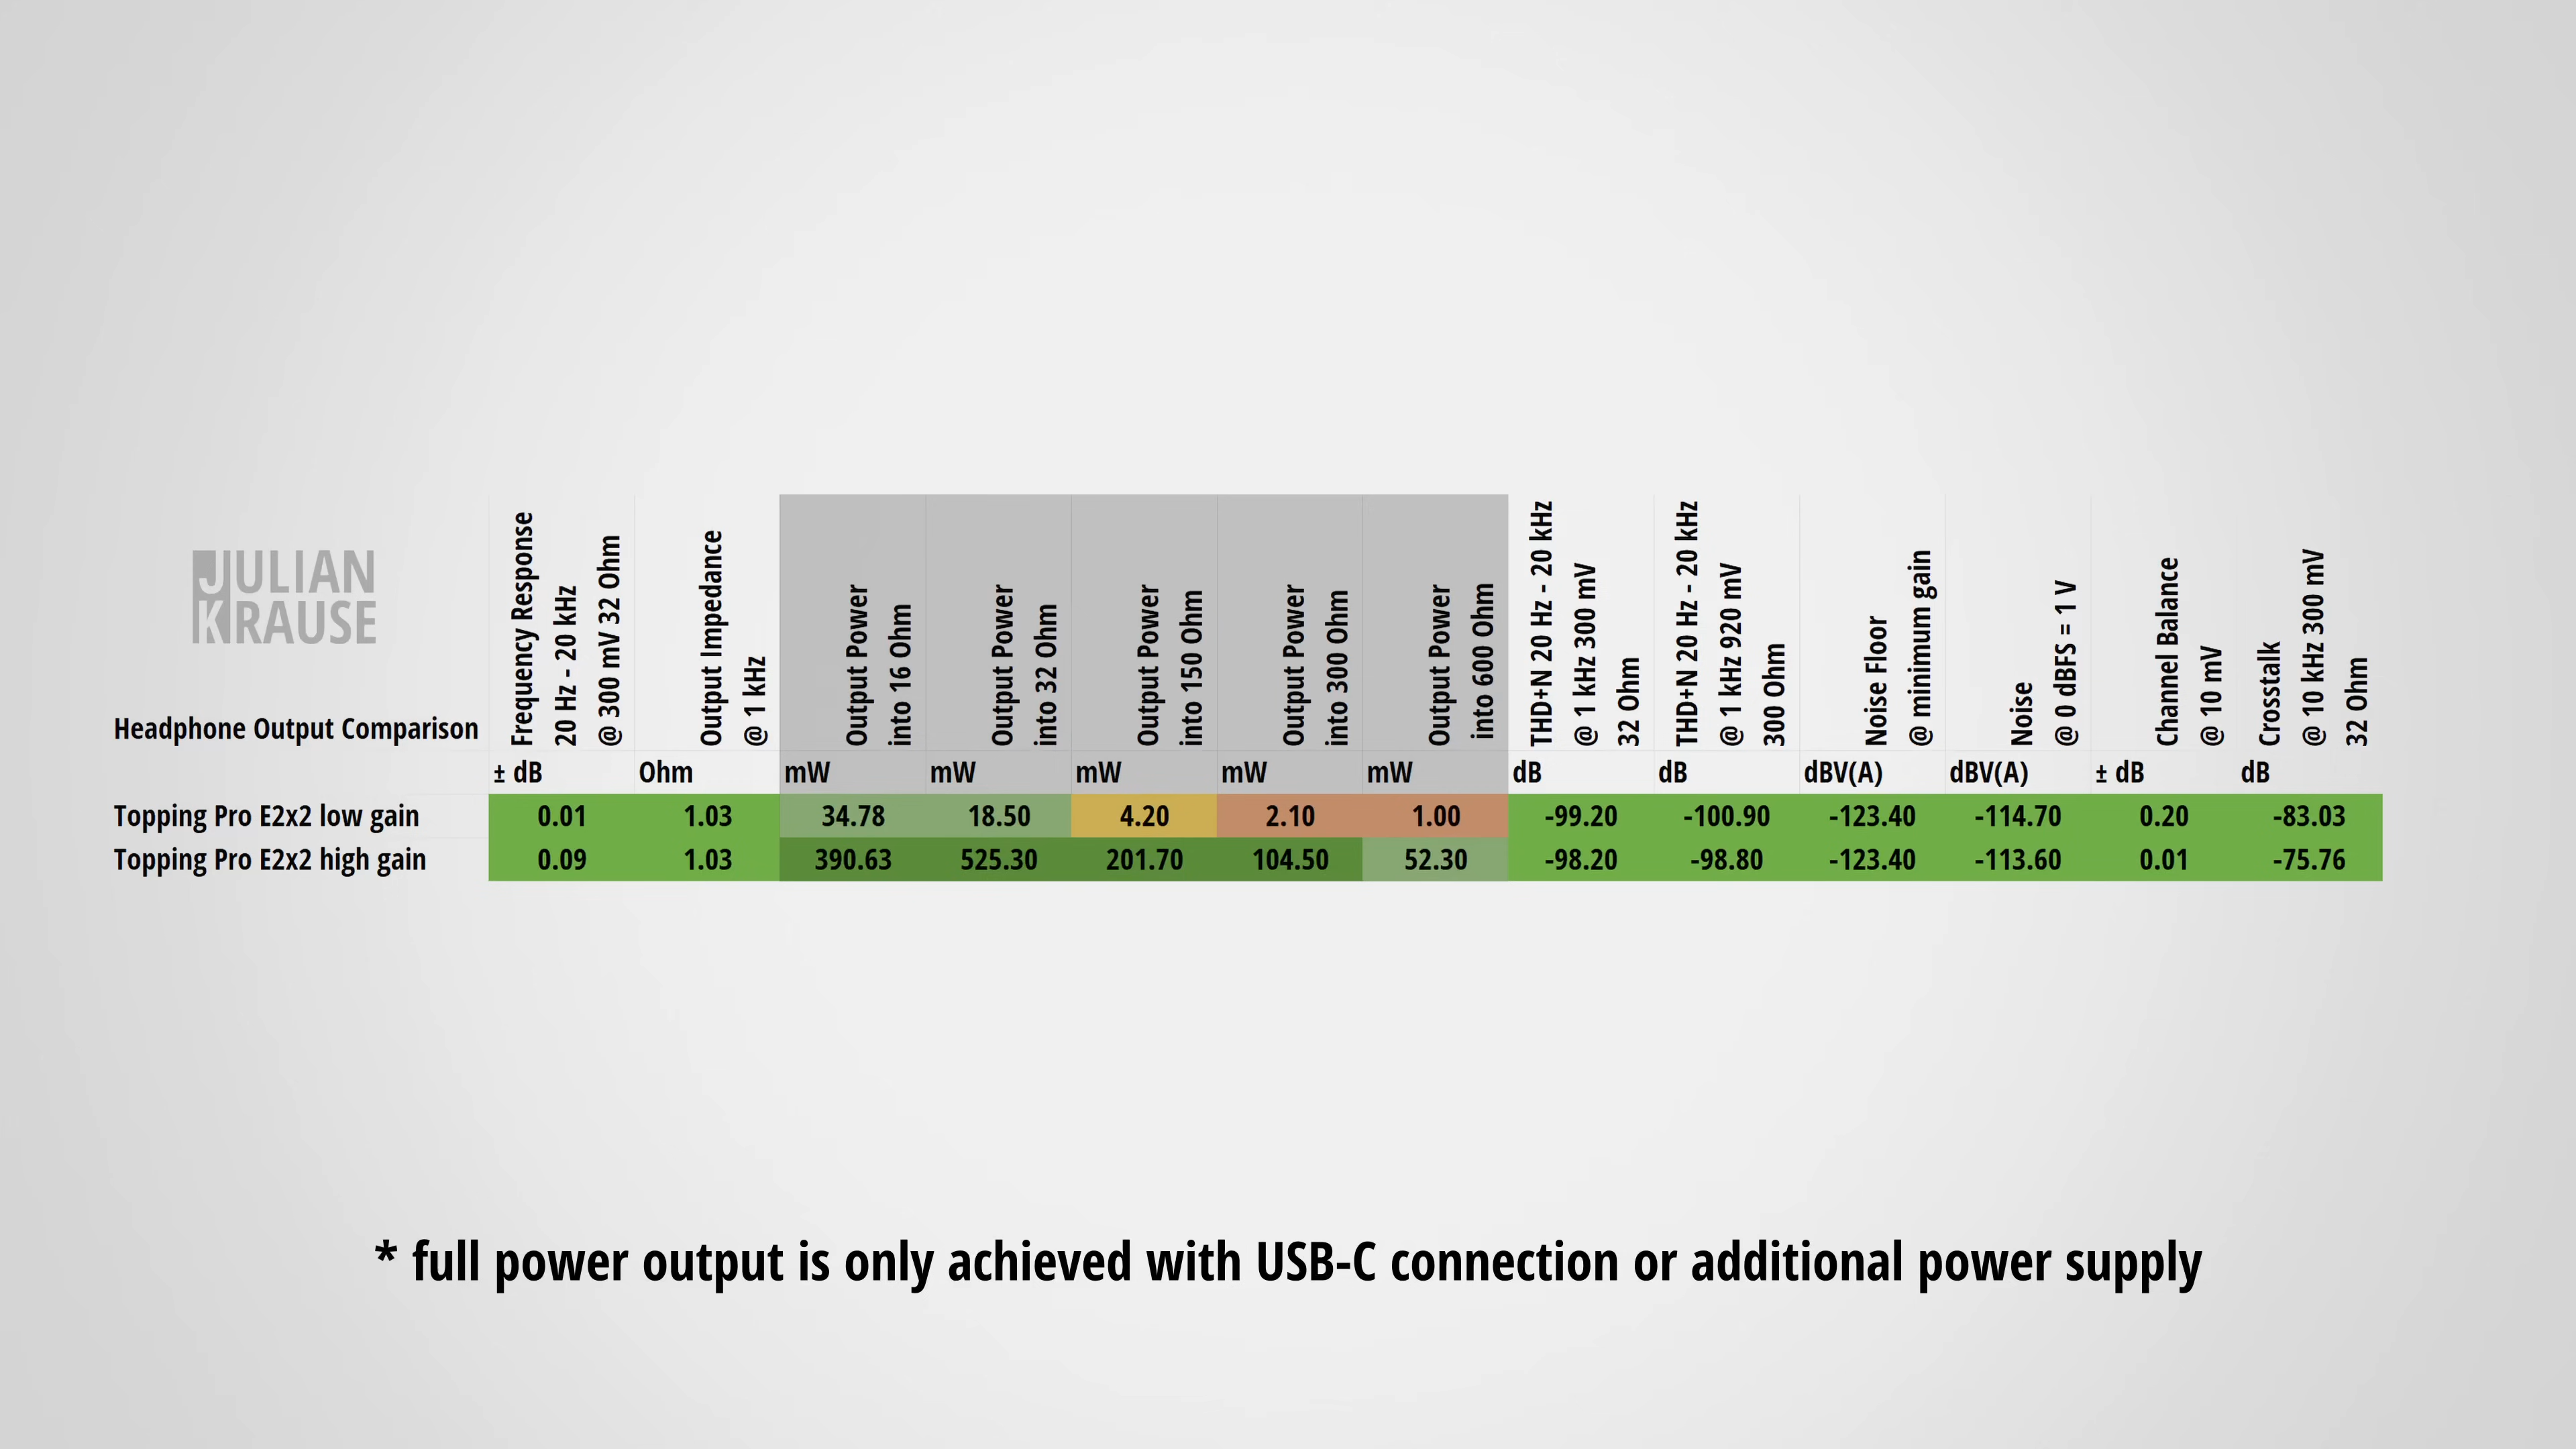 JULIAN
KRAUSE
Headphone Output Comparison
Frequency Response
20 Hz - 20 kHz
@ 300 mV 32 Ohm
Output Impedance
@ 1 kHz
Output Power
into 16 Ohm
Output Power
into 32 Ohm
Output Power
into 150 Ohm
Output Power
into 300 Ohm
Output Power
into 600 Ohm
THD+N 20 Hz - 20 kHz
@ 1 kHz 300 mV
32 Ohm
THD+N 20 Hz - 20 kHz
@ 1 kHz 920 mV
300 Ohm
Noise Floor
@ minimum gain
Noise
@ 0 dBFS = 1 V
Channel Balance
@ 10 mV
Crosstalk
@ 10 kHz 300 mV
32 Ohm
± dB Ohm mW mW mW mW mW dB dB dBV(A) dBV(A) ± dB dB
Topping Pro E2x2 low gain 0.01 1.03 34.78 18.50 4.20 2.10 1.00 -99.20 -100.90 -123.40 -114.70 0.20 -83.03
Topping Pro E2x2 high gain 0.09 1.03 390.63 525.30 201.70 104.50 52.30 -98.20 -98.80 -123.40 -113.60 0.01 -75.76
* full power output is only achieved with USB-C connection or additional power supply